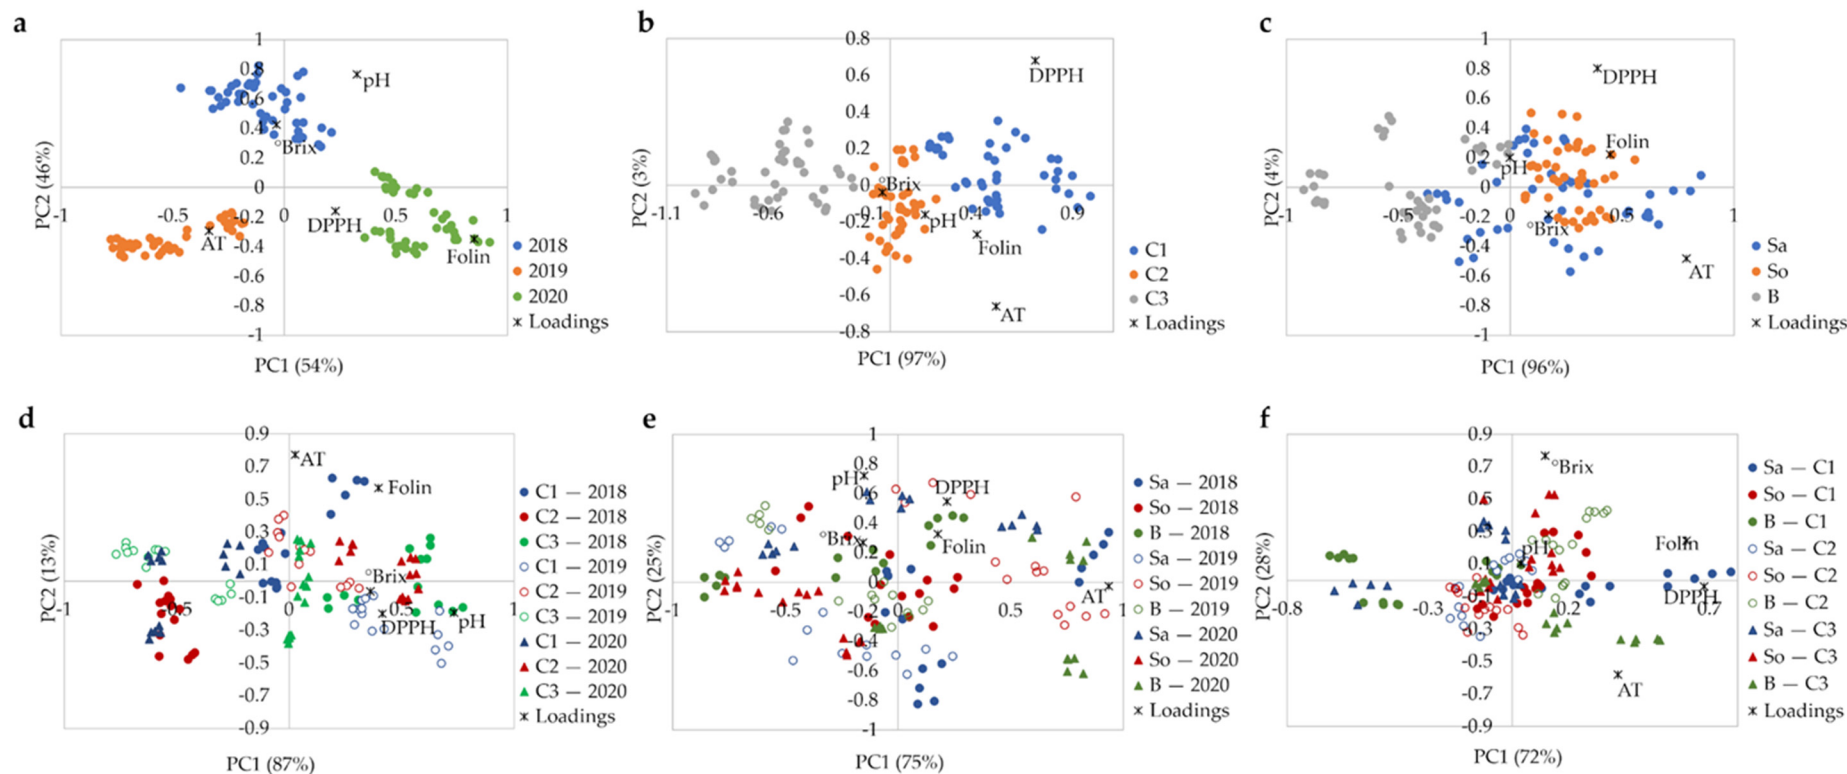 a
1
0.8
0.6
0.4
0.2
0
-0.2
-0.4
-0.6
-0.8
-1
-1
-0.5
0
0.5
1
pH
°Brix
DPPH
AT
Folin
PC2 (46%)
PC1 (54%)
2018
2019
2020
Loadings
b
0.8
0.6
0.4
0.2
0
-0.2
-0.4
-0.6
-0.8
-1.1
-0.6
-0.1
0.4
0.9
DPPH
°Brix
pH
Folin
AT
PC2 (3%)
PC1 (97%)
C1
C2
C3
Loadings
c
1
0.8
0.6
0.4
0.2
0
-0.2
-0.4
-0.6
-0.8
-1
-1
-0.5
0
0.5
1
DPPH
Folin
pH
°Brix
AT
PC2 (4%)
PC1 (96%)
Sa
So
B
Loadings
d
0.9
0.7
0.5
0.3
0.1
-0.1
-0.3
-0.5
-0.7
-0.9
-1
-0.5
0
0.5
1
AT
Folin
°Brix
DPPH
pH
PC2 (13%)
PC1 (87%)
C1 — 2018
C2 — 2018
C3 — 2018
C1 — 2019
C2 — 2019
C3 — 2019
C1 — 2020
C2 — 2020
C3 — 2020
Loadings
e
1
0.8
0.6
0.4
0.2
0
-0.2
-0.4
-0.6
-0.8
-1
-1
-0.5
0
0.5
1
pH
DPPH
°Brix
Folin
AT
PC2 (25%)
PC1 (75%)
Sa — 2018
So — 2018
B — 2018
Sa — 2019
So — 2019
B — 2019
Sa — 2020
So — 2020
B — 2020
Loadings
f
0.9
0.7
0.5
0.3
0.1
-0.1
-0.3
-0.5
-0.7
-0.9
-0.8
-0.3
0.2
0.7
°Brix
Folin
pH
DPPH
AT
PC2 (28%)
PC1 (72%)
Sa — C1
So — C1
B — C1
Sa — C2
So — C2
B — C2
Sa — C3
So — C3
B — C3
Loadings